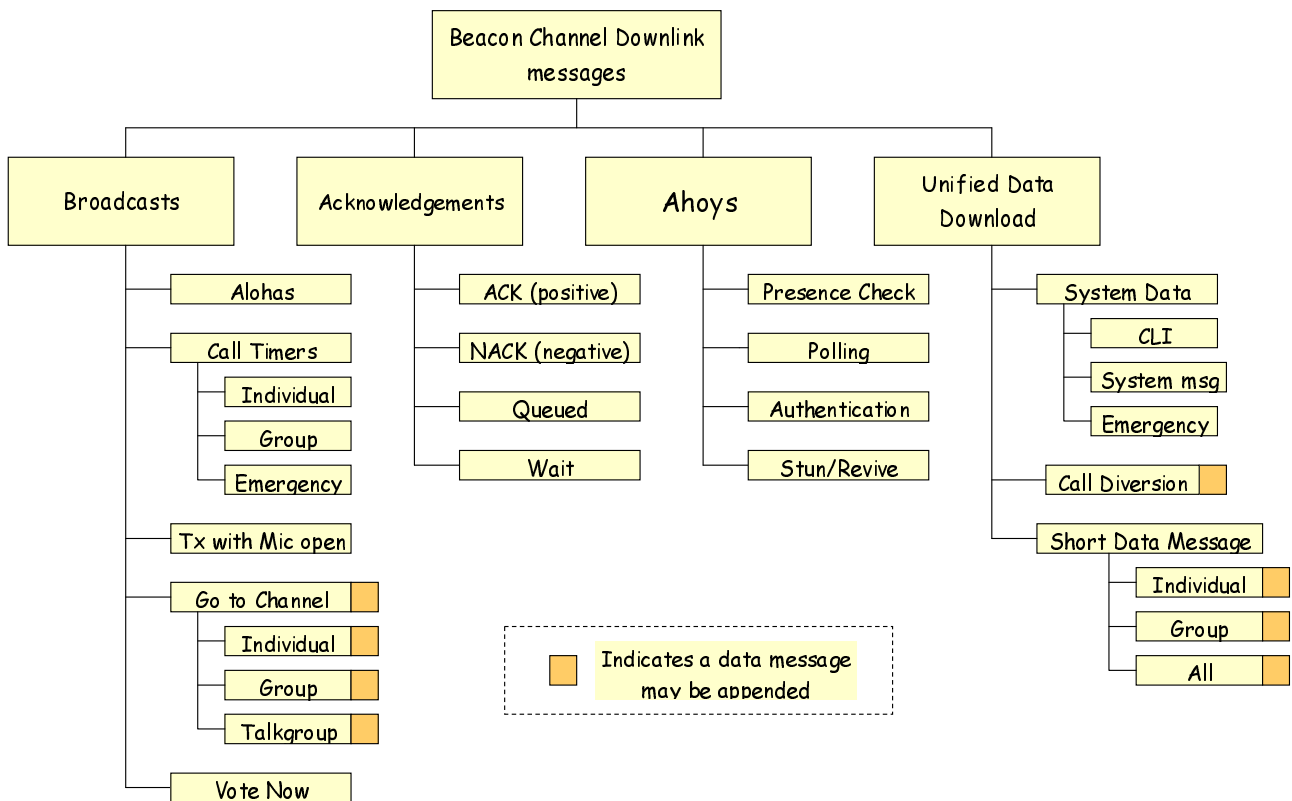 Beacon Channel Downlink
messages
Broadcasts
Alohas
Call Timers
Individual
Group
Emergency
Tx with Mic open
Go to Channel
Individual
Group
Talkgroup
Vote Now
Acknowledgements
ACK (positive)
NACK (negative)
Queued
Wait
Ahoys
Presence Check
Polling
Authentication
Stun/Revive
Unified Data
Download
System Data
CLI
System msg
Emergency
Call Diversion
Short Data Message
Individual
Group
All
Indicates a data message
may be appended